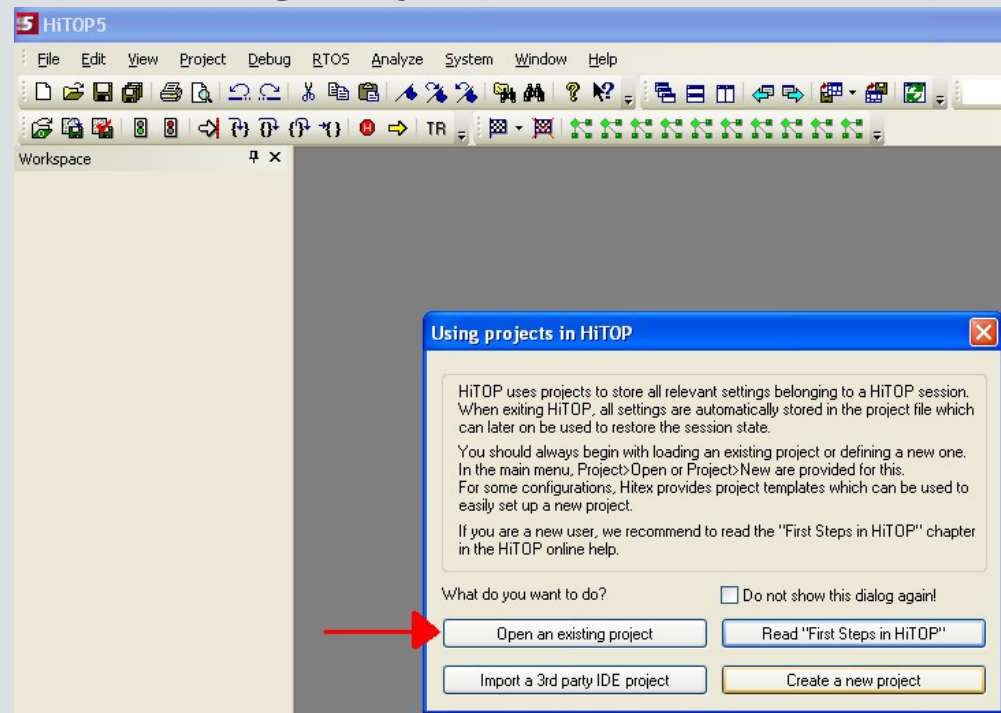 HiTOP5
File Edit View Project Debug RTOS Analyze System Window Help
TR
Workspace
Using projects in HiTOP
HiTOP uses projects to store all relevant settings belonging to a HiTOP session.
When exiting HiTOP, all settings are automatically stored in the project file which
can later on be used to restore the session state.
You should always begin with loading an existing project or defining a new one.
In the main menu, Project>Open or Project>New are provided for this.
For some configurations, Hitex provides project templates which can be used to
easily set up a new project.
If you are a new user, we recommend to read the "First Steps in HiTOP" chapter
in the HiTOP online help.
What do you want to do?
Do not show this dialog again!
Open an existing project
Read "First Steps in HiTOP"
Import a 3rd party IDE project
Create a new project